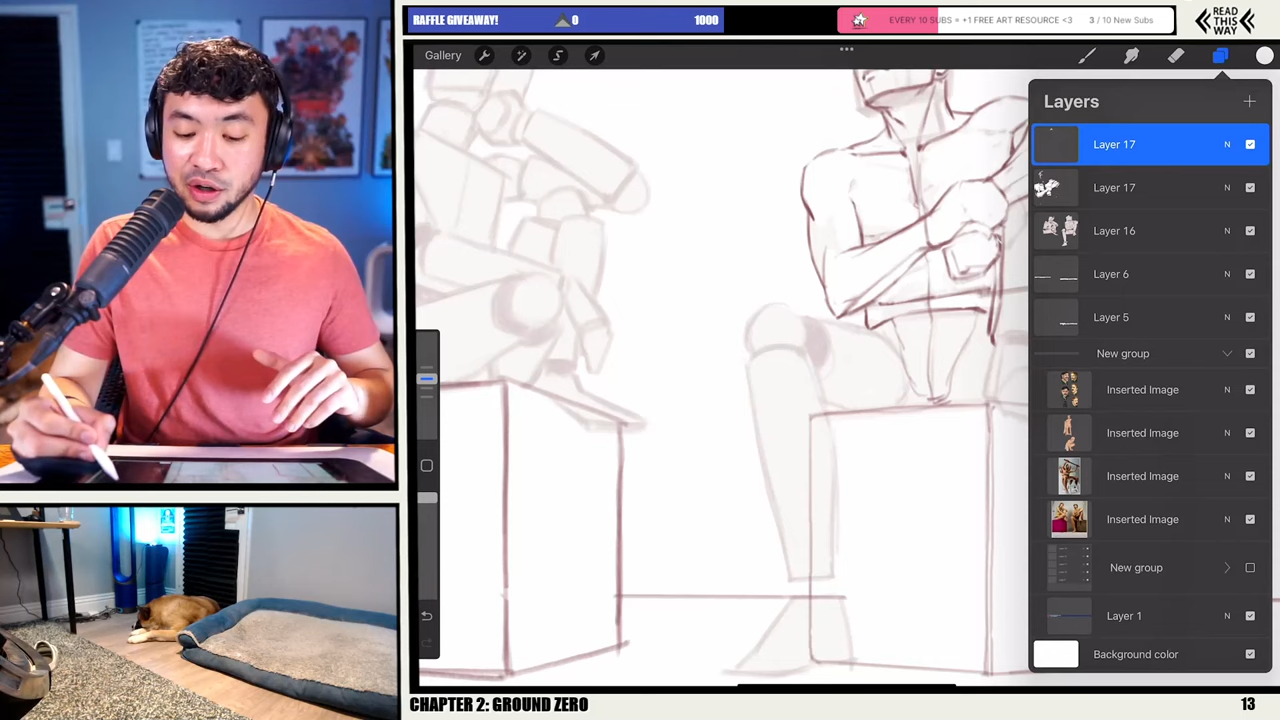 RAFFLE GIVEAWAY!
0
1000
EVERY 10 SUBS = +1 FREE ART RESOURCE <3
3 / 10 New Subs
READ
THIS
WAY
Gallery
Layers
Layer 17
N
Layer 17
N
Layer 16
N
Layer 6
N
Layer 5
N
New group
Inserted Image
N
Inserted Image
N
Inserted Image
N
Inserted Image
N
New group
Layer 1
N
Background color
CHAPTER 2: GROUND ZERO
13